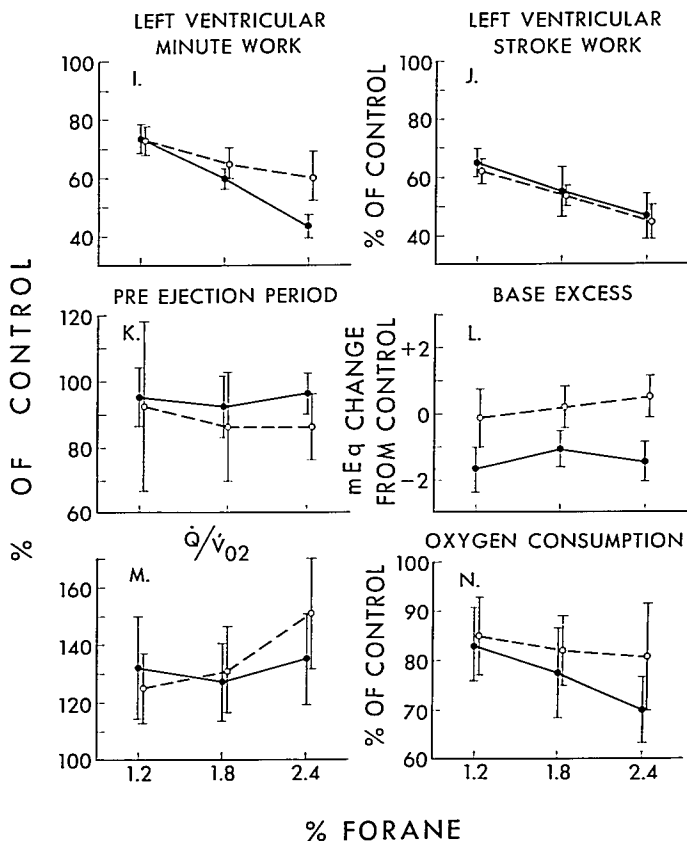 LEFT VENTRICULAR
MINUTE WORK
LEFT VENTRICULAR
STROKE WORK
I.
100
80
60
40
J.
100
80
60
40
% OF CONTROL
% OF CONTROL
PRE EJECTION PERIOD
K.
120
100
80
60
BASE EXCESS
L.
+2
0
-2
mEq CHANGE
FROM CONTROL
Q̇/V̇O2
M.
150
140
120
100
1.2
1.8
2.4
OXYGEN CONSUMPTION
N.
100
90
80
70
60
% OF CONTROL
1.2
1.8
2.4
% FORANE